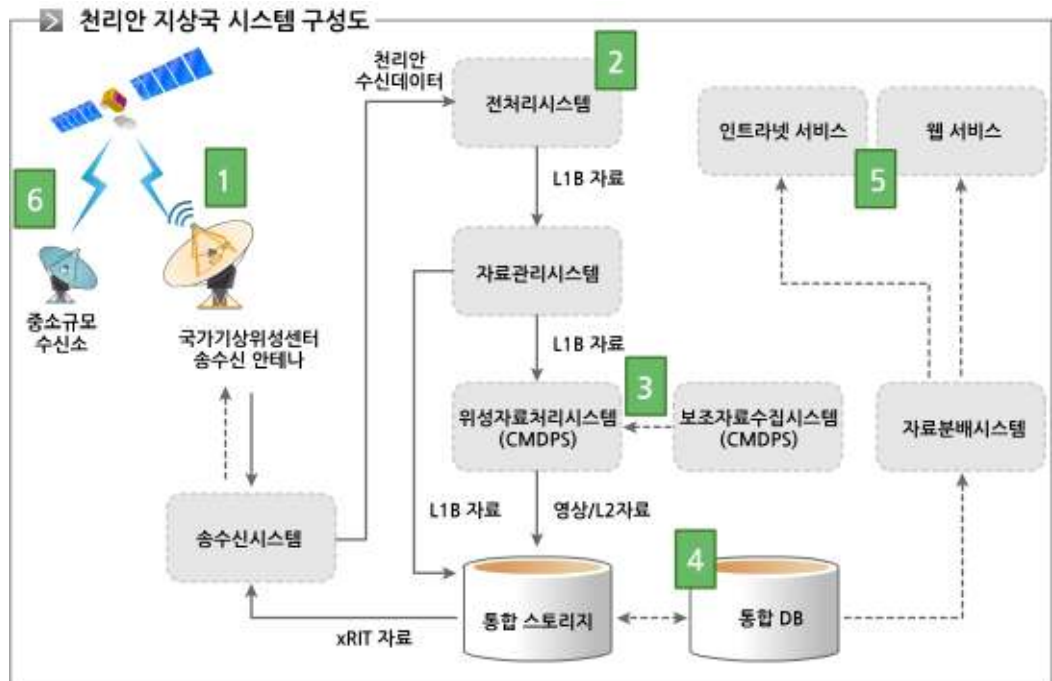 천리안 지상국 시스템 구성도
천리안
수신데이터
2
전처리시스템
인트라넷 서비스
웹 서비스
5
1
6
L1B 자료
중소규모
수신소
국가기상위성센터
송수신 안테나
자료관리시스템
L1B 자료
3
위성자료처리시스템
(CMDPS)
보조자료수집시스템
(CMDPS)
자료분배시스템
L1B 자료
영상/L2자료
송수신시스템
4
통합 스토리지
통합 DB
xRIT 자료